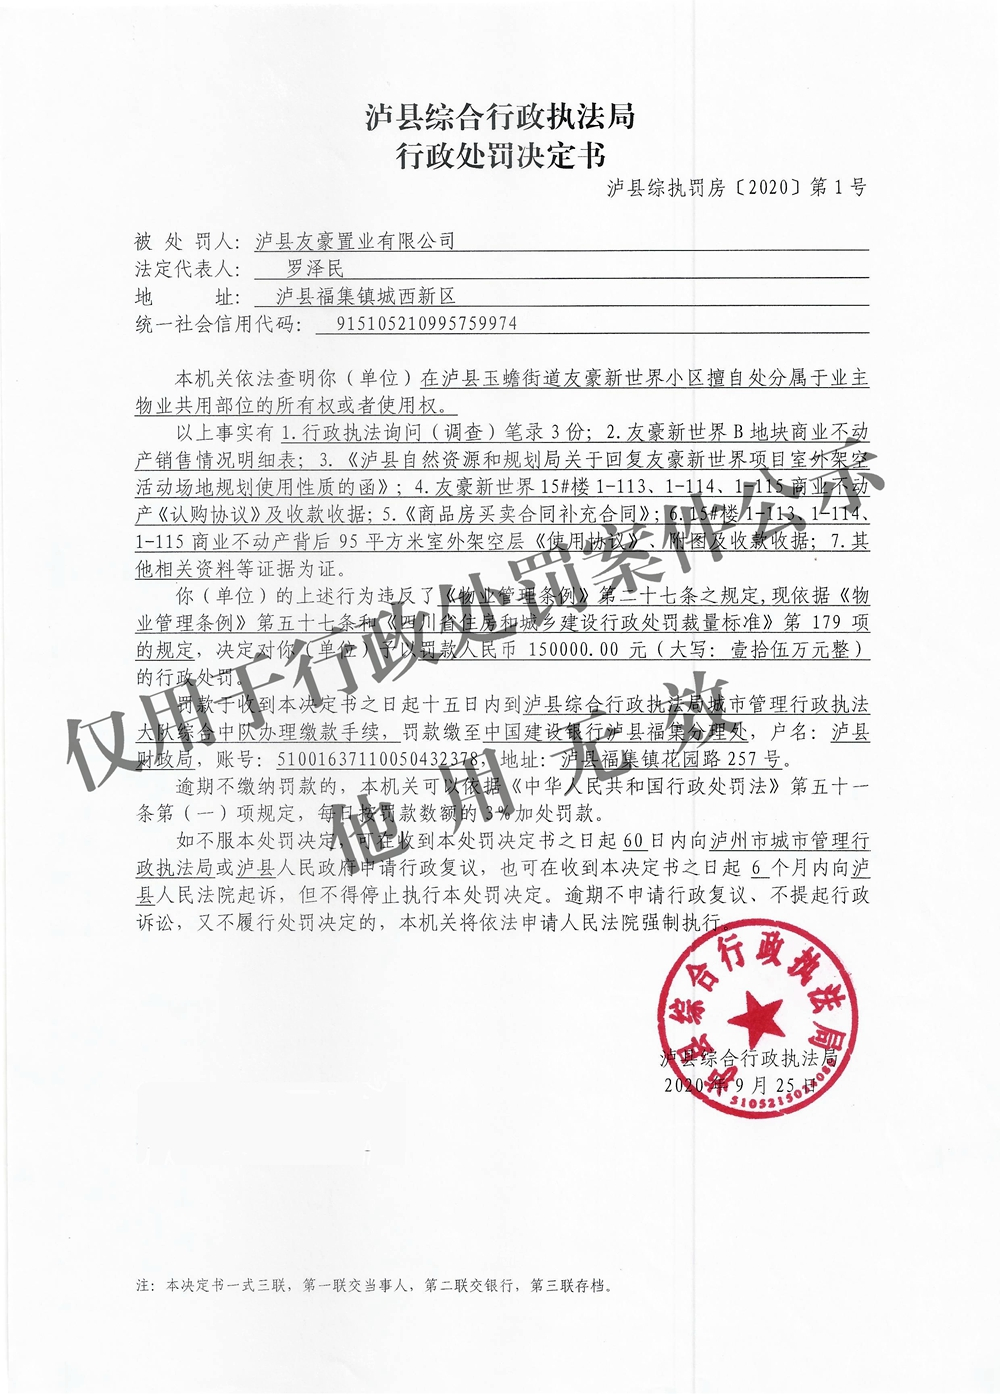 泸县综合行政执法局
行政处罚决定书
泸县综执罚房〔2020〕第1号
被 处 罚人：泸县友豪置业有限公司
法定代表人： 罗泽民
地 址： 泸县福集镇城西新区
统一社会信用代码： 915105210995759974
本机关依法查明你（单位）在泸县玉蟾街道友豪新世界小区擅自处分属于业主
物业共用部位的所有权或者使用权。
以上事实有 1.行政执法询问（调查）笔录 3 份；2.友豪新世界 B 地块商业不动
产销售情况明细表；3.《泸县自然资源和规划局关于回复友豪新世界项目室外架空
活动场地规划使用性质的函》；4.友豪新世界 15#楼 1-113、1-114、1-115 商业不动
产《认购协议》及收款收据；5.《商品房买卖合同补充合同》；6.15#楼 1-113、1-114、
1-115 商业不动产背后 95 平方米室外架空层《使用协议》、附图及收款收据；7.其
他相关资料等证据为证。
你（单位）的上述行为违反了《物业管理条例》第二十七条之规定,现依据《物
业管理条例》第五十七条和《四川省住房和城乡建设行政处罚裁量标准》第 179 项
的规定，决定对你（单位）予以罚款人民币 150000.00 元（大写：壹拾伍万元整）
的行政处罚。
罚款于收到本决定书之日起十五日内到泸县综合行政执法局城市管理行政执法
大队综合中队办理缴款手续，罚款缴至中国建设银行泸县福集分理处，户名：泸县
财政局，账号：51001637110050432378，地址：泸县福集镇花园路 257 号。
逾期不缴纳罚款的，本机关可以依据《中华人民共和国行政处罚法》第五十一
条第（一）项规定，每日按罚款数额的 3%加处罚款。
如不服本处罚决定，可在收到本处罚决定书之日起 60 日内向泸州市城市管理行
政执法局或泸县人民政府申请行政复议，也可在收到本决定书之日起 6 个月内向泸
县人民法院起诉，但不得停止执行本处罚决定。逾期不申请行政复议、不提起行政
诉讼，又不履行处罚决定的，本机关将依法申请人民法院强制执行。
泸县综合行政执法局
泸县综合行政执法局
2020 年 9 月 25 日
注：本决定书一式三联，第一联交当事人，第二联交银行，第三联存档。
仅用于行政处罚案件公示
他用无效